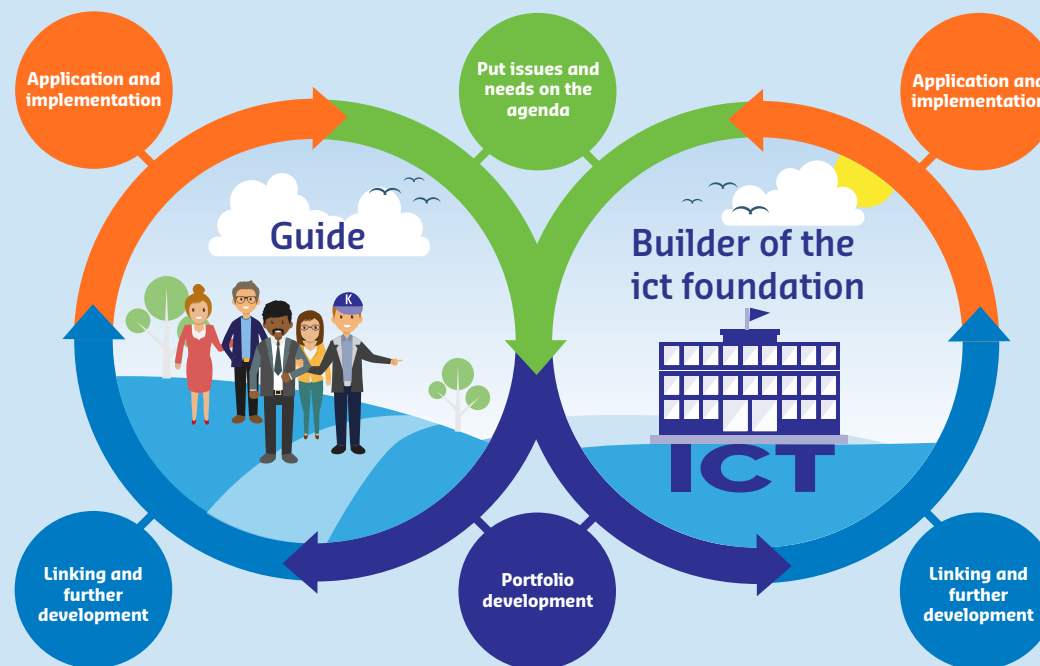 Application and
implementation
Put issues and
needs on the
agenda
Application and
implementation
Guide
Builder of the
ict foundation
K
ICT
Linking and
further
development
Portfolio
development
Linking and
further
development